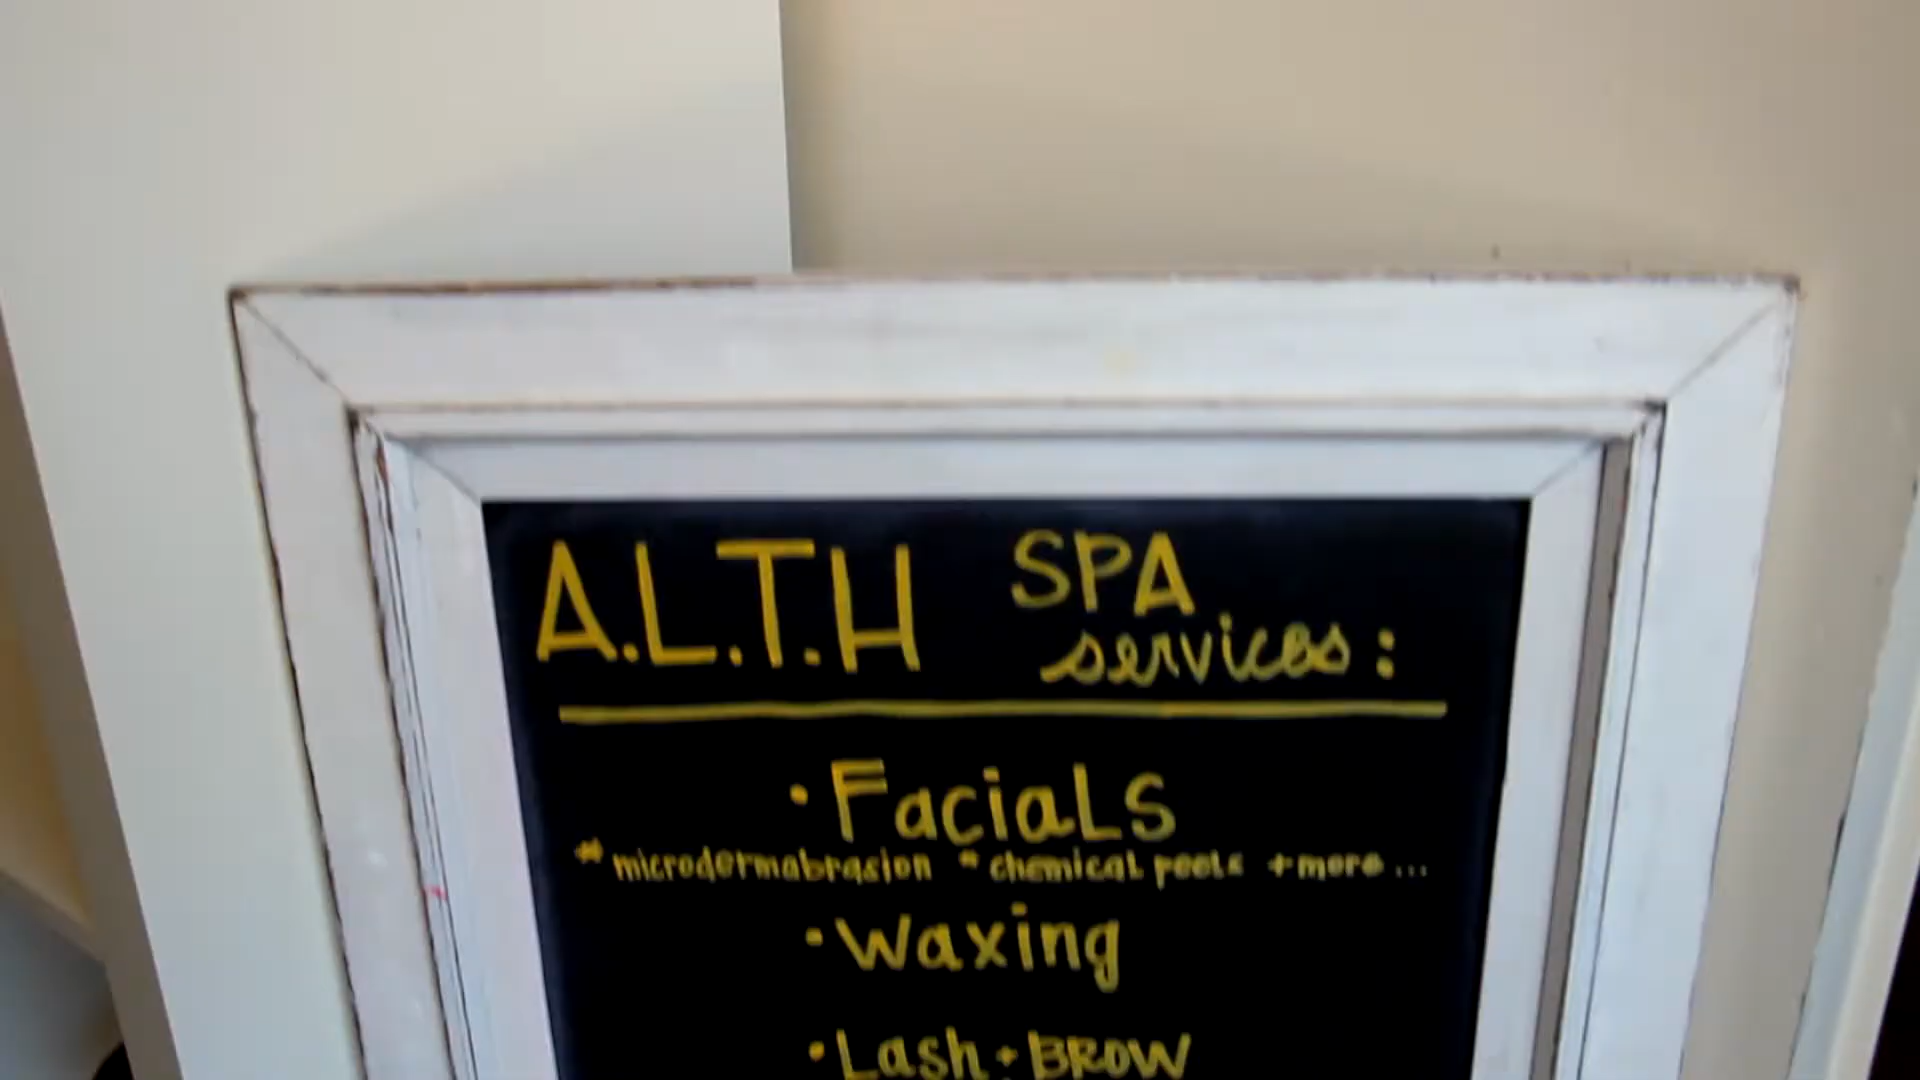 A.L.T.H SPA
services:
• Facials
* microdermabrasion * chemical peels + more ...
• Waxing
• Lash + BROW